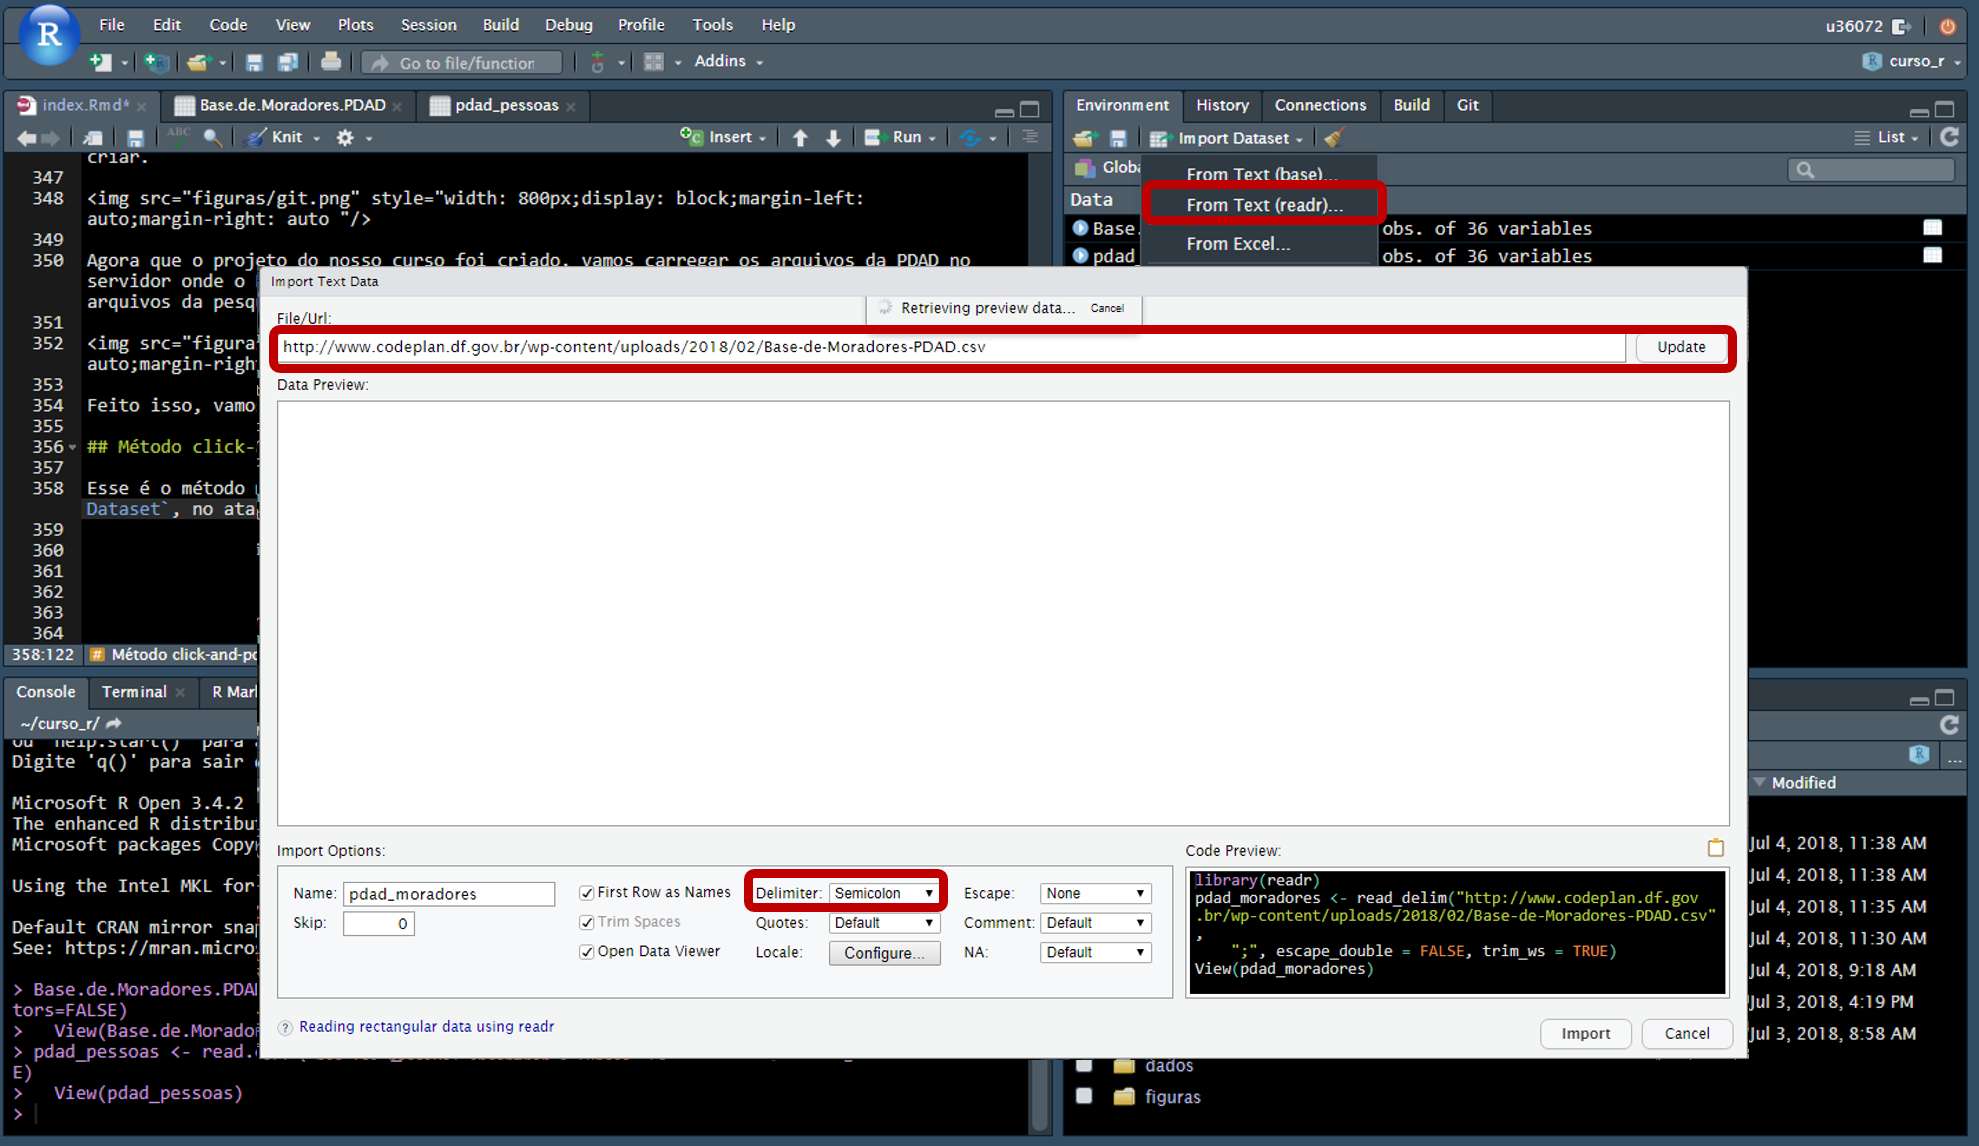 File Edit Code View Plots Session Build Debug Profile Tools Help
u36072
Go to file/function
Addins
curso_r
index.Rmd*
Base.de.Moradores.PDAD
pdad_pessoas
ABC
Knit
Insert
Run
criar.
347
348 <img src="figuras/git.png" style="width: 800px;display: block;margin-left:
auto;margin-right: auto "/>
349
350 Agora que o projeto do nosso curso foi criado, vamos carregar os arquivos da PDAD no
servidor onde o
arquivos da pesq
351
352 <img src="figura
auto;margin-righ
353
354 Feito isso, vamo
355
356 ## Método click-
357
358 Esse é o método
Dataset`, no ata
359
360
361
362
363
364
358:122 # Método click-and-po
Environment History Connections Build Git
Import Dataset
List
Globa
From Text (base)...
From Text (readr)...
From Excel...
Data
Base. obs. of 36 variables
pdad_ obs. of 36 variables
Import Text Data
Retrieving preview data... Cancel
File/Url:
http://www.codeplan.df.gov.br/wp-content/uploads/2018/02/Base-de-Moradores-PDAD.csv
Update
Data Preview:
Import Options:
Name: pdad_moradores
Skip: 0
First Row as Names
Trim Spaces
Open Data Viewer
Delimiter: Semicolon
Quotes: Default
Locale: Configure...
Escape: None
Comment: Default
NA: Default
Code Preview:
library(readr)
pdad_moradores <- read_delim("http://www.codeplan.df.gov
.br/wp-content/uploads/2018/02/Base-de-Moradores-PDAD.csv"
,
";", escape_double = FALSE, trim_ws = TRUE)
View(pdad_moradores)
? Reading rectangular data using readr
Import
Cancel
Console Terminal R Mar
~/curso_r/
ou 'help.start()' para
Digite 'q()' para sair
Microsoft R Open 3.4.2
The enhanced R distribu
Microsoft packages Copy
Using the Intel MKL for
Default CRAN mirror snap
See: https://mran.micros
> Base.de.Moradores.PDAD
tors=FALSE)
> View(Base.de.Morado
> pdad_pessoas <- read.
E)
> View(pdad_pessoas)
>
R
...
Modified
Jul 4, 2018, 11:38 AM
Jul 4, 2018, 11:35 AM
Jul 4, 2018, 11:30 AM
Jul 4, 2018, 9:18 AM
Jul 3, 2018, 4:19 PM
Jul 3, 2018, 8:58 AM
dados
figuras